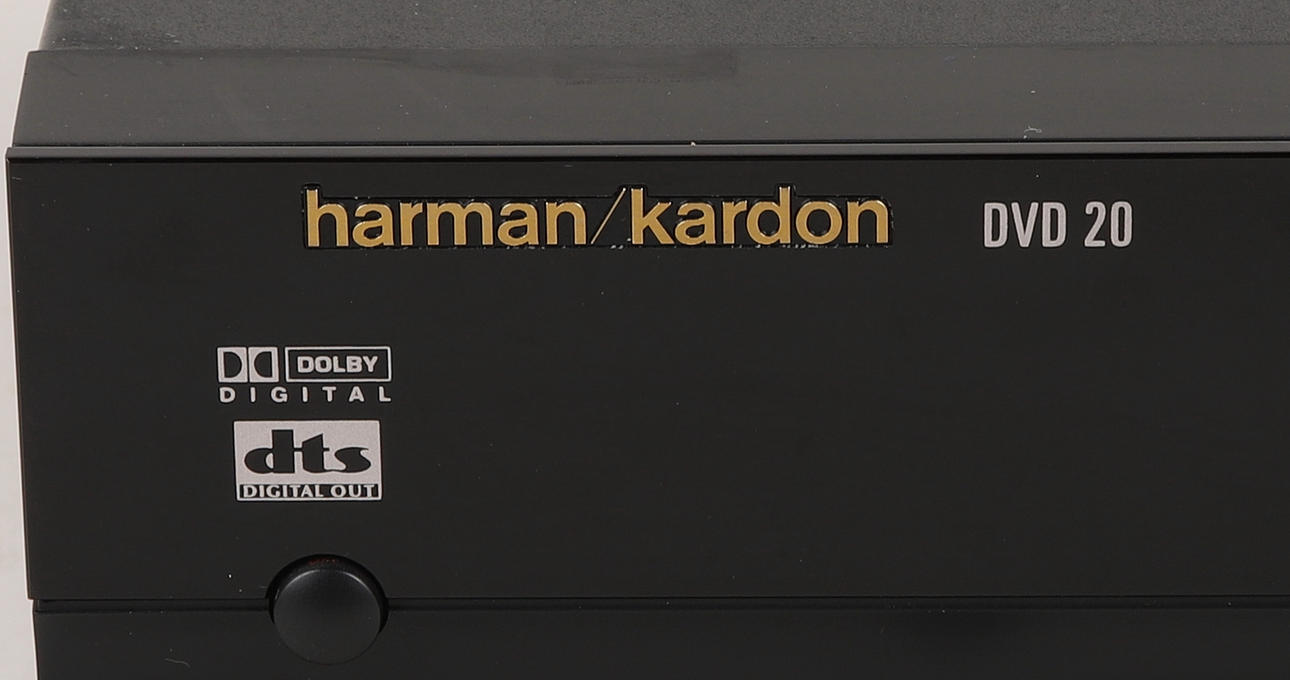 harman/kardon DVD 20
DOLBY
DIGITAL
dts
DIGITAL OUT